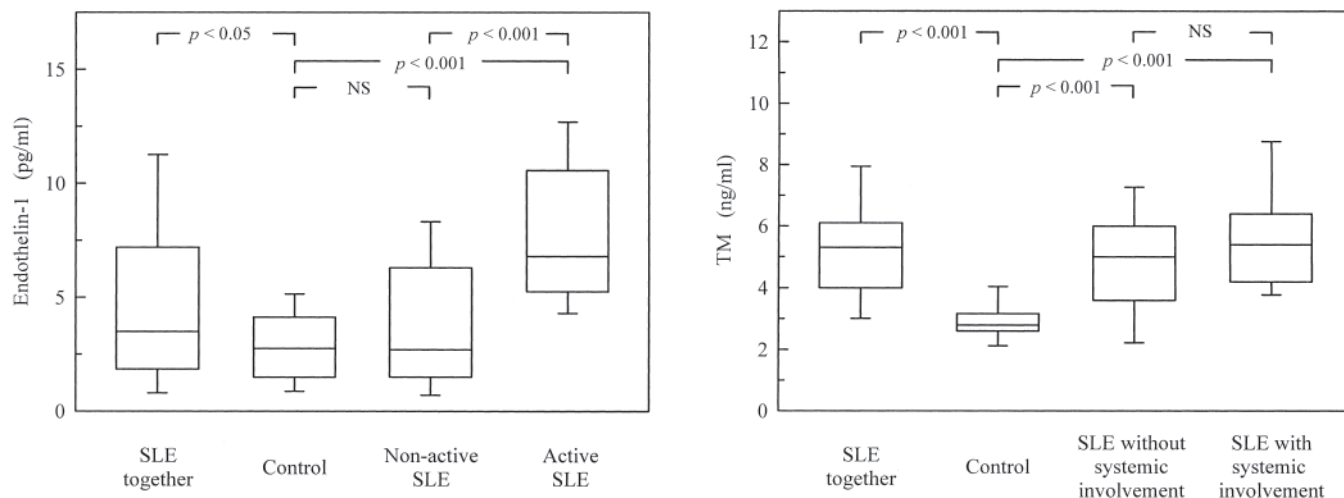 p < 0.05
p < 0.001
p < 0.001
NS
15
10
5
0
Endothelin-1 (pg/ml)
SLE together
Control
Non-active SLE
Active SLE
p < 0.001
NS
p < 0.001
p < 0.001
12
10
8
6
4
2
0
TM (ng/ml)
SLE together
Control
SLE without systemic involvement
SLE with systemic involvement